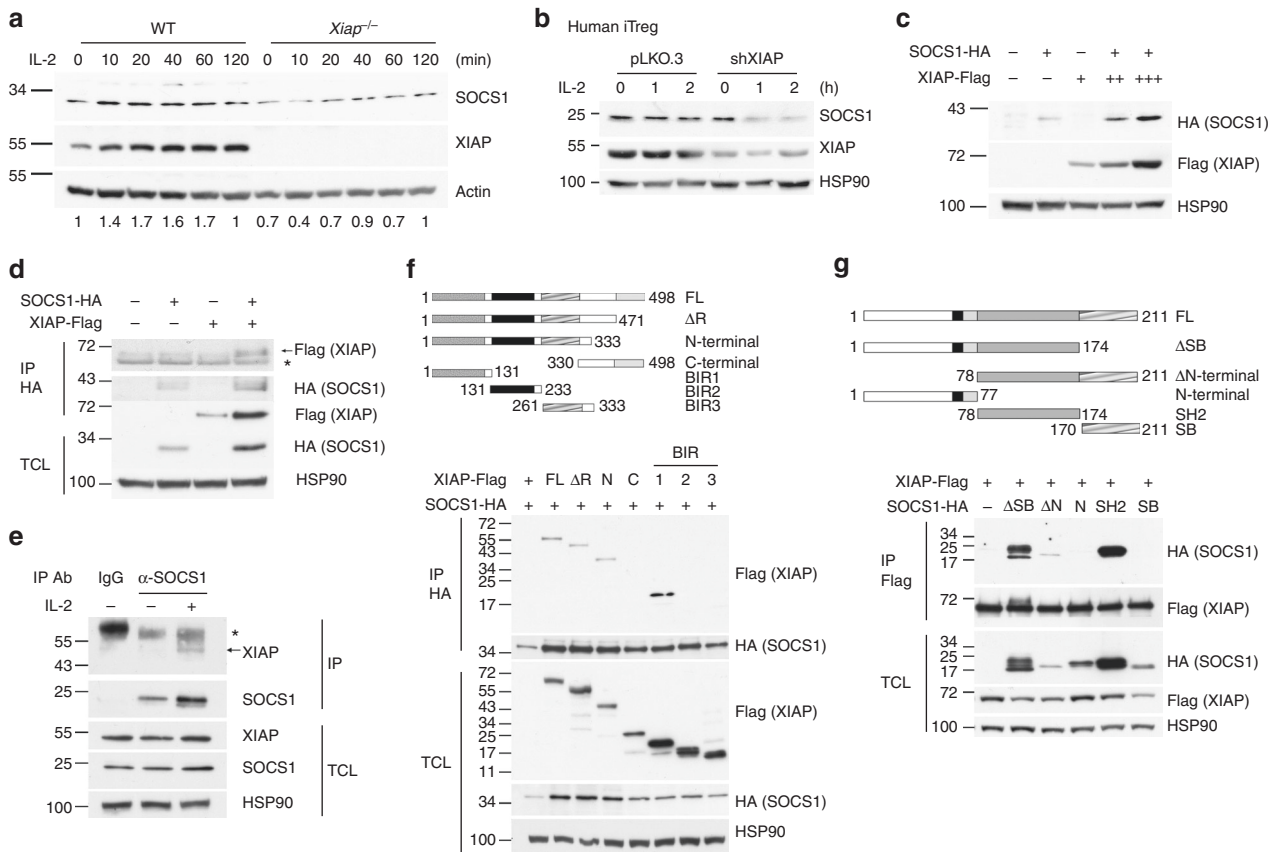 a
WT Xiap–/–
IL-2 0 10 20 40 60 120 0 10 20 40 60 120 (min)
34 SOCS1
55 XIAP
55
Actin
1 1.4 1.7 1.6 1.7 1 0.7 0.4 0.7 0.9 0.7 1
b
Human iTreg
pLKO.3 shXIAP
IL-2 0 1 2 0 1 2 (h)
25 SOCS1
55 XIAP
100 HSP90
c
SOCS1-HA – + – + +
XIAP-Flag – – + ++ +++
43
HA (SOCS1)
72
Flag (XIAP)
100 HSP90
d
SOCS1-HA – + – +
XIAP-Flag – – + +
IP HA
72 Flag (XIAP)
*
43 HA (SOCS1)
72 Flag (XIAP)
TCL
34 HA (SOCS1)
100 HSP90
e
IP Ab IgG α-SOCS1
IL-2 – – +
*
55 XIAP
43
IP
25 SOCS1
55 XIAP
25 SOCS1
TCL
100 HSP90
f
1 498 FL
1 471 ΔR
1 333 N-terminal
330 498 C-terminal
1 131 BIR1
131 233 BIR2
261 333 BIR3
BIR
XIAP-Flag + FL ΔR N C 1 2 3
SOCS1-HA + + + + + + + +
IP HA
72
55
43
34
25
17
Flag (XIAP)
34 HA (SOCS1)
TCL
72
55
43
34
25
17
11
Flag (XIAP)
34 HA (SOCS1)
100 HSP90
g
1 211 FL
1 174 ΔSB
78 211 ΔN-terminal
1 77 N-terminal
78 174 SH2
170 211 SB
XIAP-Flag + + + + + +
SOCS1-HA – ΔSB ΔN N SH2 SB
IP Flag
34
25
17
HA (SOCS1)
72 Flag (XIAP)
TCL
34
25
17
HA (SOCS1)
72 Flag (XIAP)
100 HSP90